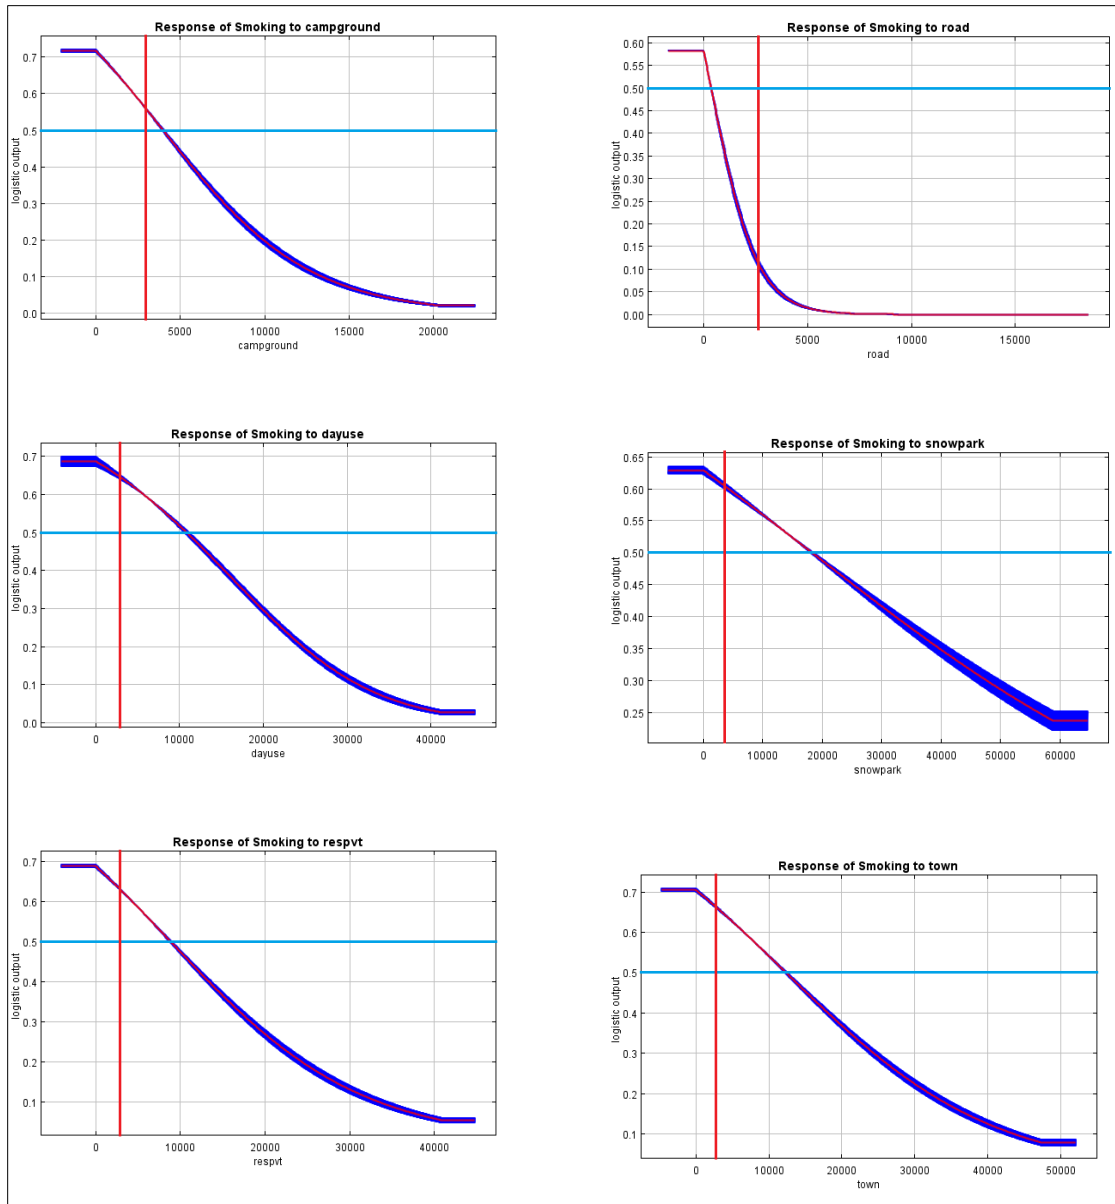 Response of Smoking to campground
logistic output
0.7
0.6
0.5
0.4
0.3
0.2
0.1
0.0
0 5000 10000 15000 20000
campground
Response of Smoking to road
logistic output
0.60
0.55
0.50
0.45
0.40
0.35
0.30
0.25
0.20
0.15
0.10
0.05
0.00
0 5000 10000 15000
road
Response of Smoking to dayuse
logistic output
0.7
0.6
0.5
0.4
0.3
0.2
0.1
0.0
0 10000 20000 30000 40000
dayuse
Response of Smoking to snowpark
logistic output
0.65
0.60
0.55
0.50
0.45
0.40
0.35
0.30
0.25
0 10000 20000 30000 40000 50000 60000
snowpark
Response of Smoking to respvt
logistic output
0.7
0.6
0.5
0.4
0.3
0.2
0.1
0 10000 20000 30000 40000
respvt
Response of Smoking to town
logistic output
0.7
0.6
0.5
0.4
0.3
0.2
0.1
0 10000 20000 30000 40000 50000
town